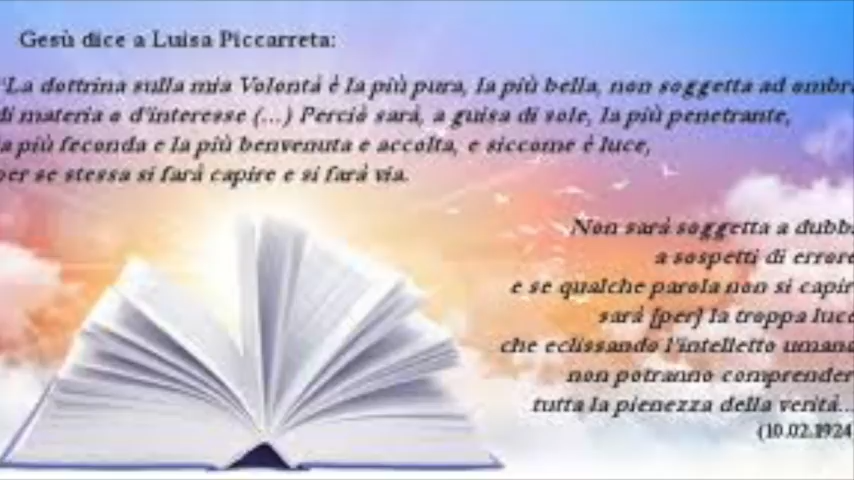 Gesù dice a Luisa Piccarreta:
"La dottrina sulla mia Volontà è la più pura, la più bella, non soggetta ad ombra
di materia o d'interesse (...) Perciò sarà, a guisa di sole, la più penetrante,
la più feconda e la più benvenuta e accolta, e siccome è luce,
per se stessa si farà capire e si farà via.
Non sarà soggetta a dubbi
a sospetti di errore
e se qualche parola non si capir
sarà [per] la troppa luce
che eclissando l'intelletto umano
non potranno comprender
tutta la pienezza della verità...
(10.02.1924